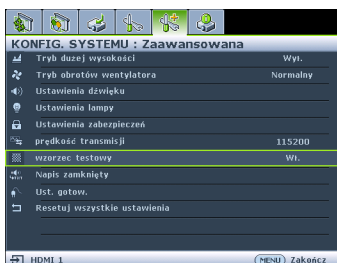 KONFIG. SYSTEMU : Zaawansowana
Tryb dużej wysokości Wył.
Tryb obrotów wentylatora Normalny
Ustawienia dźwięku
Ustawienia lampy
Ustawienia zabezpieczeń
prędkość transmisji 115200
wzorzec testowy Wł.
Napis zamknięty
Ust. gotow.
Resetuj wszystkie ustawienia
HDMI 1 MENU Zakończ